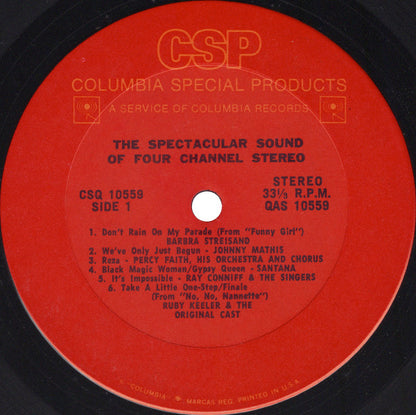 CSP
COLUMBIA SPECIAL PRODUCTS
A SERVICE OF COLUMBIA RECORDS
THE SPECTACULAR SOUND
OF FOUR CHANNEL STEREO
CSQ 10559
SIDE 1
STEREO
33⅓ R.P.M.
QAS 10559
1. Don't Rain On My Parade (From "Funny Girl")
BARBRA STREISAND
2. We've Only Just Begun - JOHNNY MATHIS
3. Reza - PERCY FAITH, HIS ORCHESTRA AND CHORUS
4. Black Magic Woman/Gypsy Queen - SANTANA
5. It's Impossible - RAY CONNIFF & THE SINGERS
6. Take A Little One-Step/Finale
(From "No, No, Nannette")
RUBY KEELER & THE
ORIGINAL CAST
"COLUMBIA" MARCAS REG. PRINTED IN U.S.A.